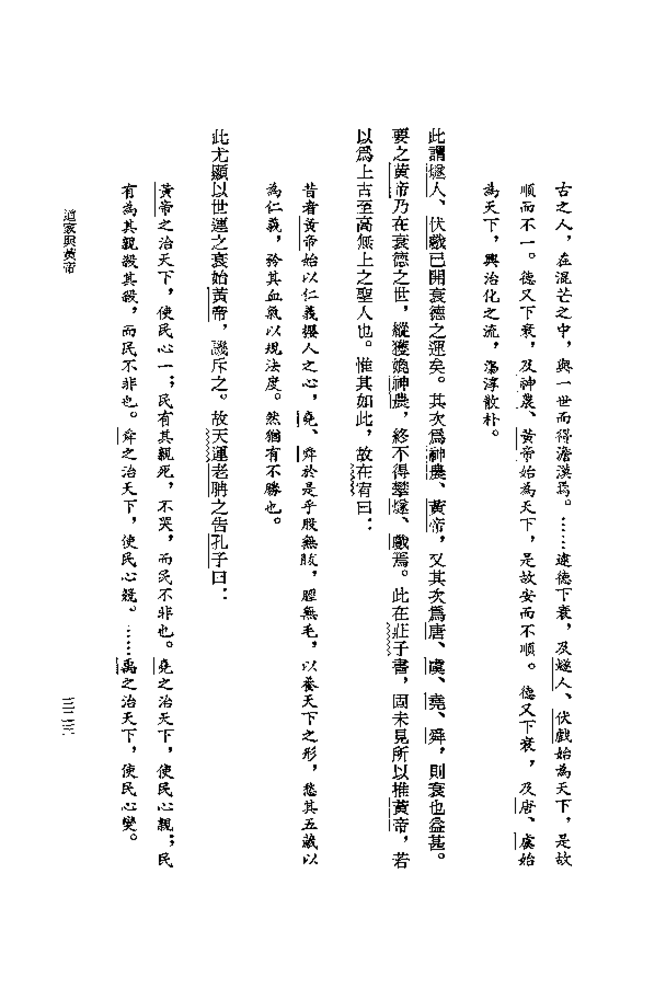 古之人，在混芒之中，與一世而得澹漠焉。……逮德下衰，及燧人、伏戲始為天下，是故
順而不一。德又下衰，及神農、黃帝始為天下，是故安而不順。德又下衰，及唐、虞始
為天下，興治化之流，澆淳散朴。
此謂燧人、伏戲已開衰德之運矣。其次爲神農、黃帝，又其次爲唐、虞、堯、舜，則衰也益甚。
要之黃帝乃在衰德之世，縱獲媲神農，終不得攀燧、戲焉。此在莊子書，固未見所以推黃帝，若
以爲上古至高無上之聖人也。惟其如此，故在宥曰：
昔者黃帝始以仁義攖人之心，堯、舜於是乎股無胈，脛無毛，以養天下之形，愁其五藏以
為仁義，矜其血氣以規法度。然猶有不勝也。
此尤顯以世運之衰始黃帝，譏斥之。故天運老聃之告孔子曰：
黃帝之治天下，使民心一；民有其親死，不哭，而民不非也。堯之治天下，使民心親；民
有為其親殺其殺，而民不非也。舜之治天下，使民心競。……禹之治天下，使民心變。
道家與黃帝
三二三